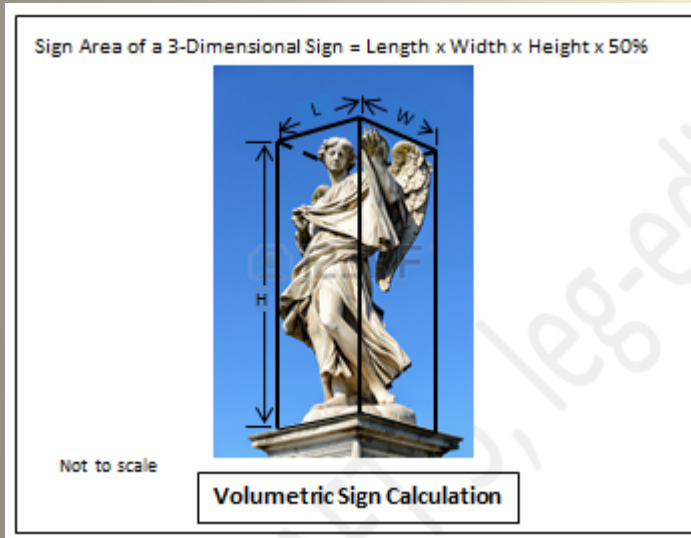 Sign Area of a 3-Dimensional Sign = Length x Width x Height x 50%
L
W
H
Not to scale
Volumetric Sign Calculation